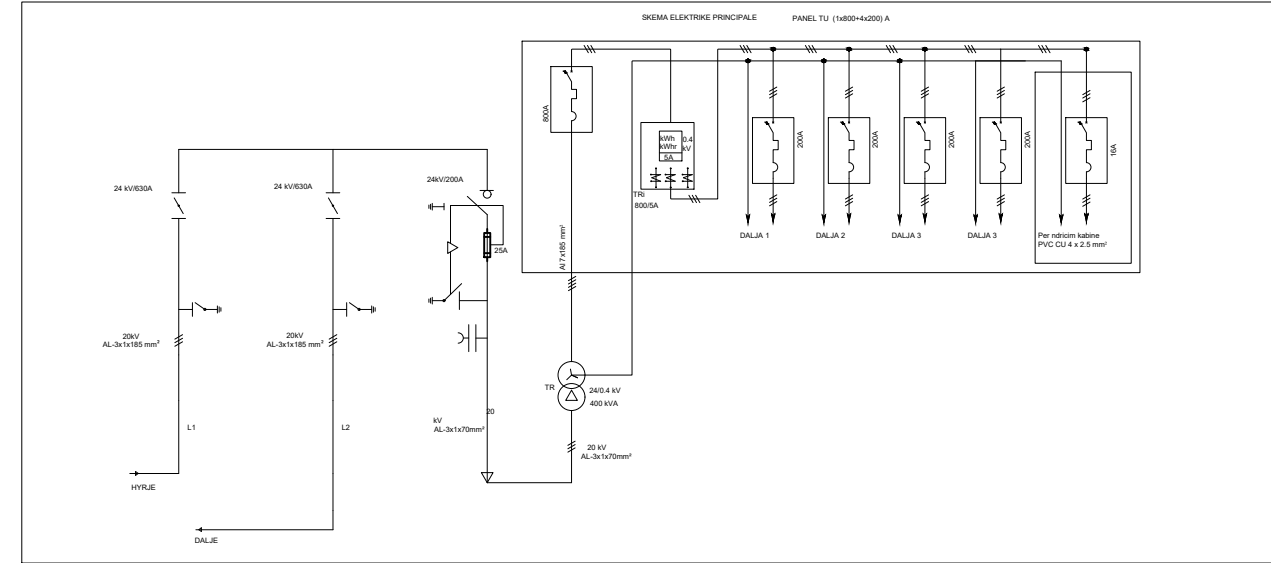 SKEMA ELEKTRIKE PRINCIPALE PANEL TU (1x800+4x200) A
800A
kWh
kWhr
5A
0.4
kV
TRi
800/5A
200A
200A
200A
200A
16A
DALJA 1
DALJA 2
DALJA 3
DALJA 3
Per ndricim kabine
PVC CU 4 x 2.5 mm²
24 kV/630A
24 kV/630A
24kV/200A
25A
Al 7x185 mm²
20kV
AL-3x1x185 mm²
20kV
AL-3x1x185 mm²
TR
24/0.4 kV
400 kVA
20
kV
AL-3x1x70mm²
20 kV
AL-3x1x70mm²
L1
L2
HYRJE
DALJE